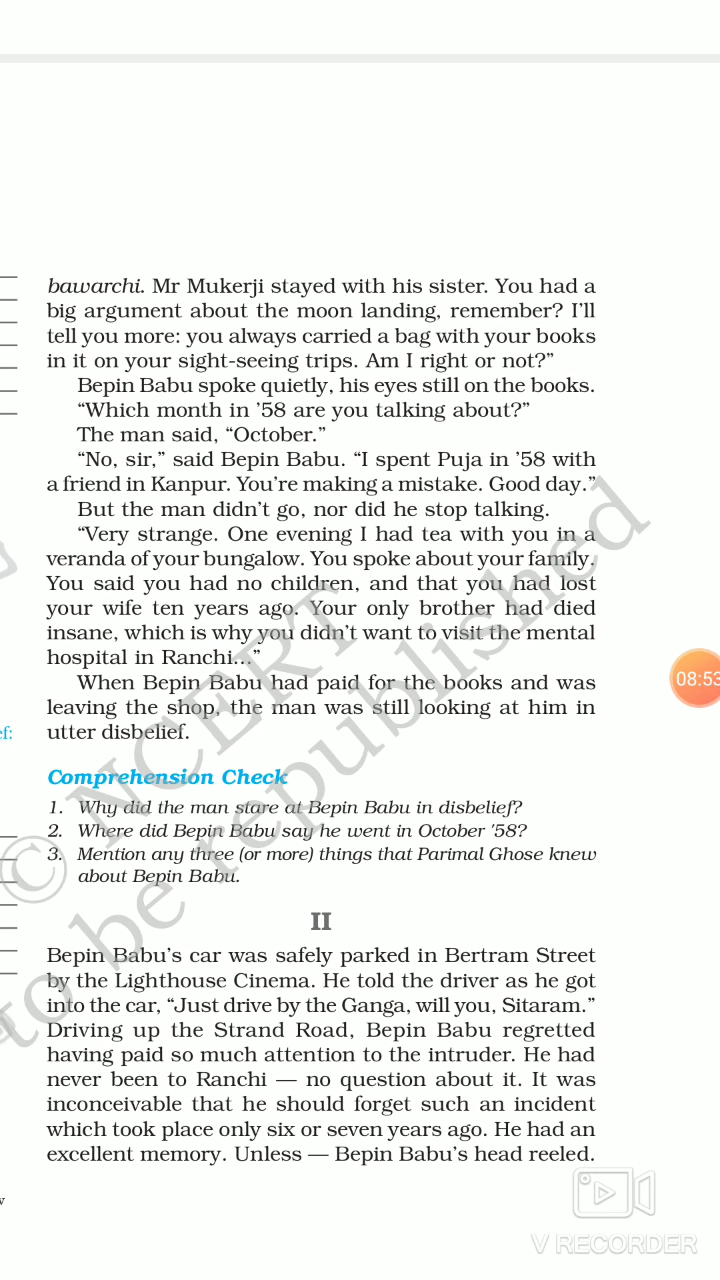 bawarchi. Mr Mukerji stayed with his sister. You had a
big argument about the moon landing, remember? I’ll
tell you more: you always carried a bag with your books
in it on your sight-seeing trips. Am I right or not?”
Bepin Babu spoke quietly, his eyes still on the books.
“Which month in ’58 are you talking about?”
The man said, “October.”
“No, sir,” said Bepin Babu. “I spent Puja in ’58 with
a friend in Kanpur. You’re making a mistake. Good day.”
But the man didn’t go, nor did he stop talking.
“Very strange. One evening I had tea with you in a
veranda of your bungalow. You spoke about your family.
You said you had no children, and that you had lost
your wife ten years ago. Your only brother had died
insane, which is why you didn’t want to visit the mental
hospital in Ranchi...”
When Bepin Babu had paid for the books and was
leaving the shop, the man was still looking at him in
ef: utter disbelief.
Comprehension Check
1. Why did the man stare at Bepin Babu in disbelief?
2. Where did Bepin Babu say he went in October ’58?
3. Mention any three (or more) things that Parimal Ghose knew
about Bepin Babu.
II
Bepin Babu’s car was safely parked in Bertram Street
by the Lighthouse Cinema. He told the driver as he got
into the car, “Just drive by the Ganga, will you, Sitaram.”
Driving up the Strand Road, Bepin Babu regretted
having paid so much attention to the intruder. He had
never been to Ranchi — no question about it. It was
inconceivable that he should forget such an incident
which took place only six or seven years ago. He had an
excellent memory. Unless — Bepin Babu’s head reeled.
© NCERT
to be republished
08:53
V RECORDER